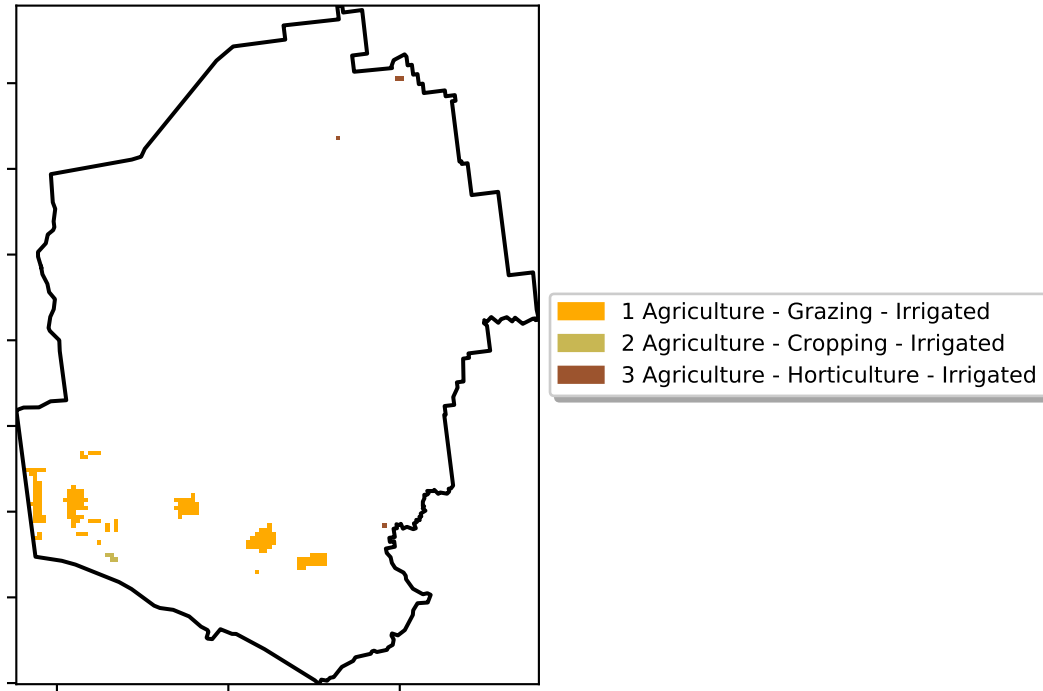 1 Agriculture - Grazing - Irrigated
2 Agriculture - Cropping - Irrigated
3 Agriculture - Horticulture - Irrigated